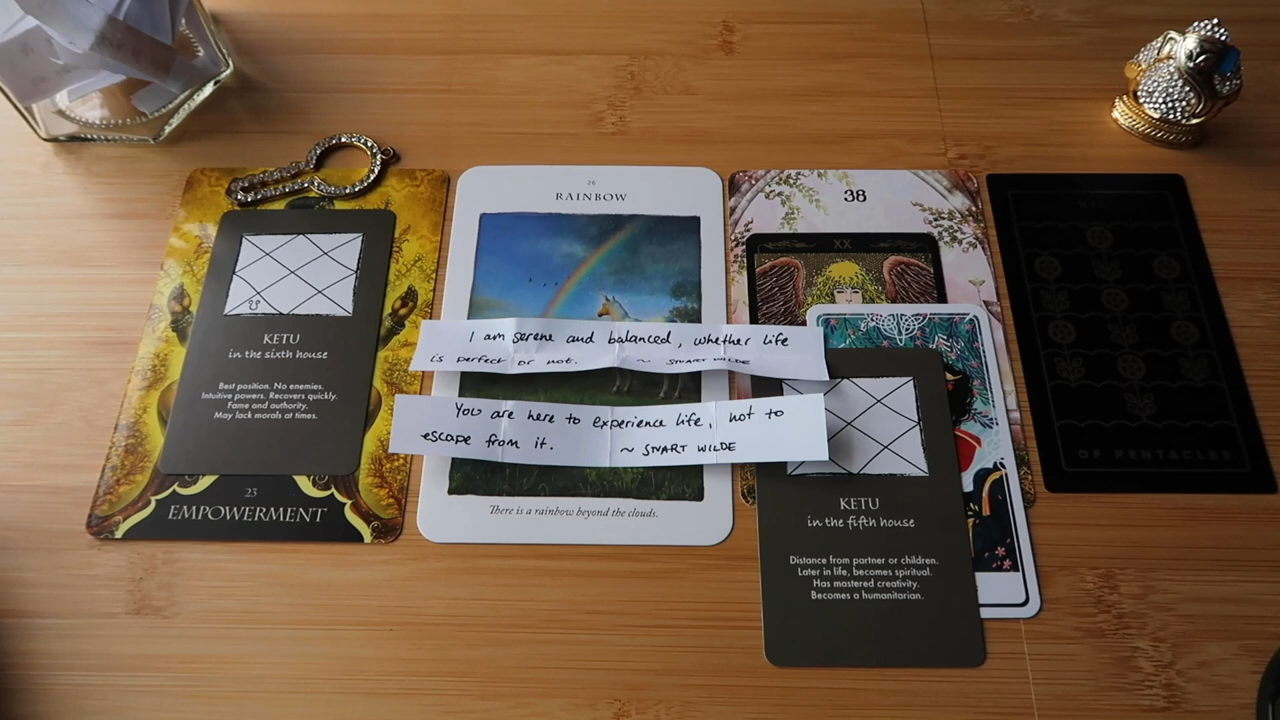 KETU
in the sixth house
Best position. No enemies.
Intuitive powers. Recovers quickly.
Fame and authority.
May lack morals at times.
23
EMPOWERMENT
26
RAINBOW
I am serene and balanced, whether life
is perfect or not. ~ STUART WILDE
You are here to experience life, not to
escape from it. ~ STUART WILDE
There is a rainbow beyond the clouds.
38
XX
KETU
in the fifth house
Distance from partner or children.
Later in life, becomes spiritual.
Has mastered creativity.
Becomes a humanitarian.
OF PENTACLES